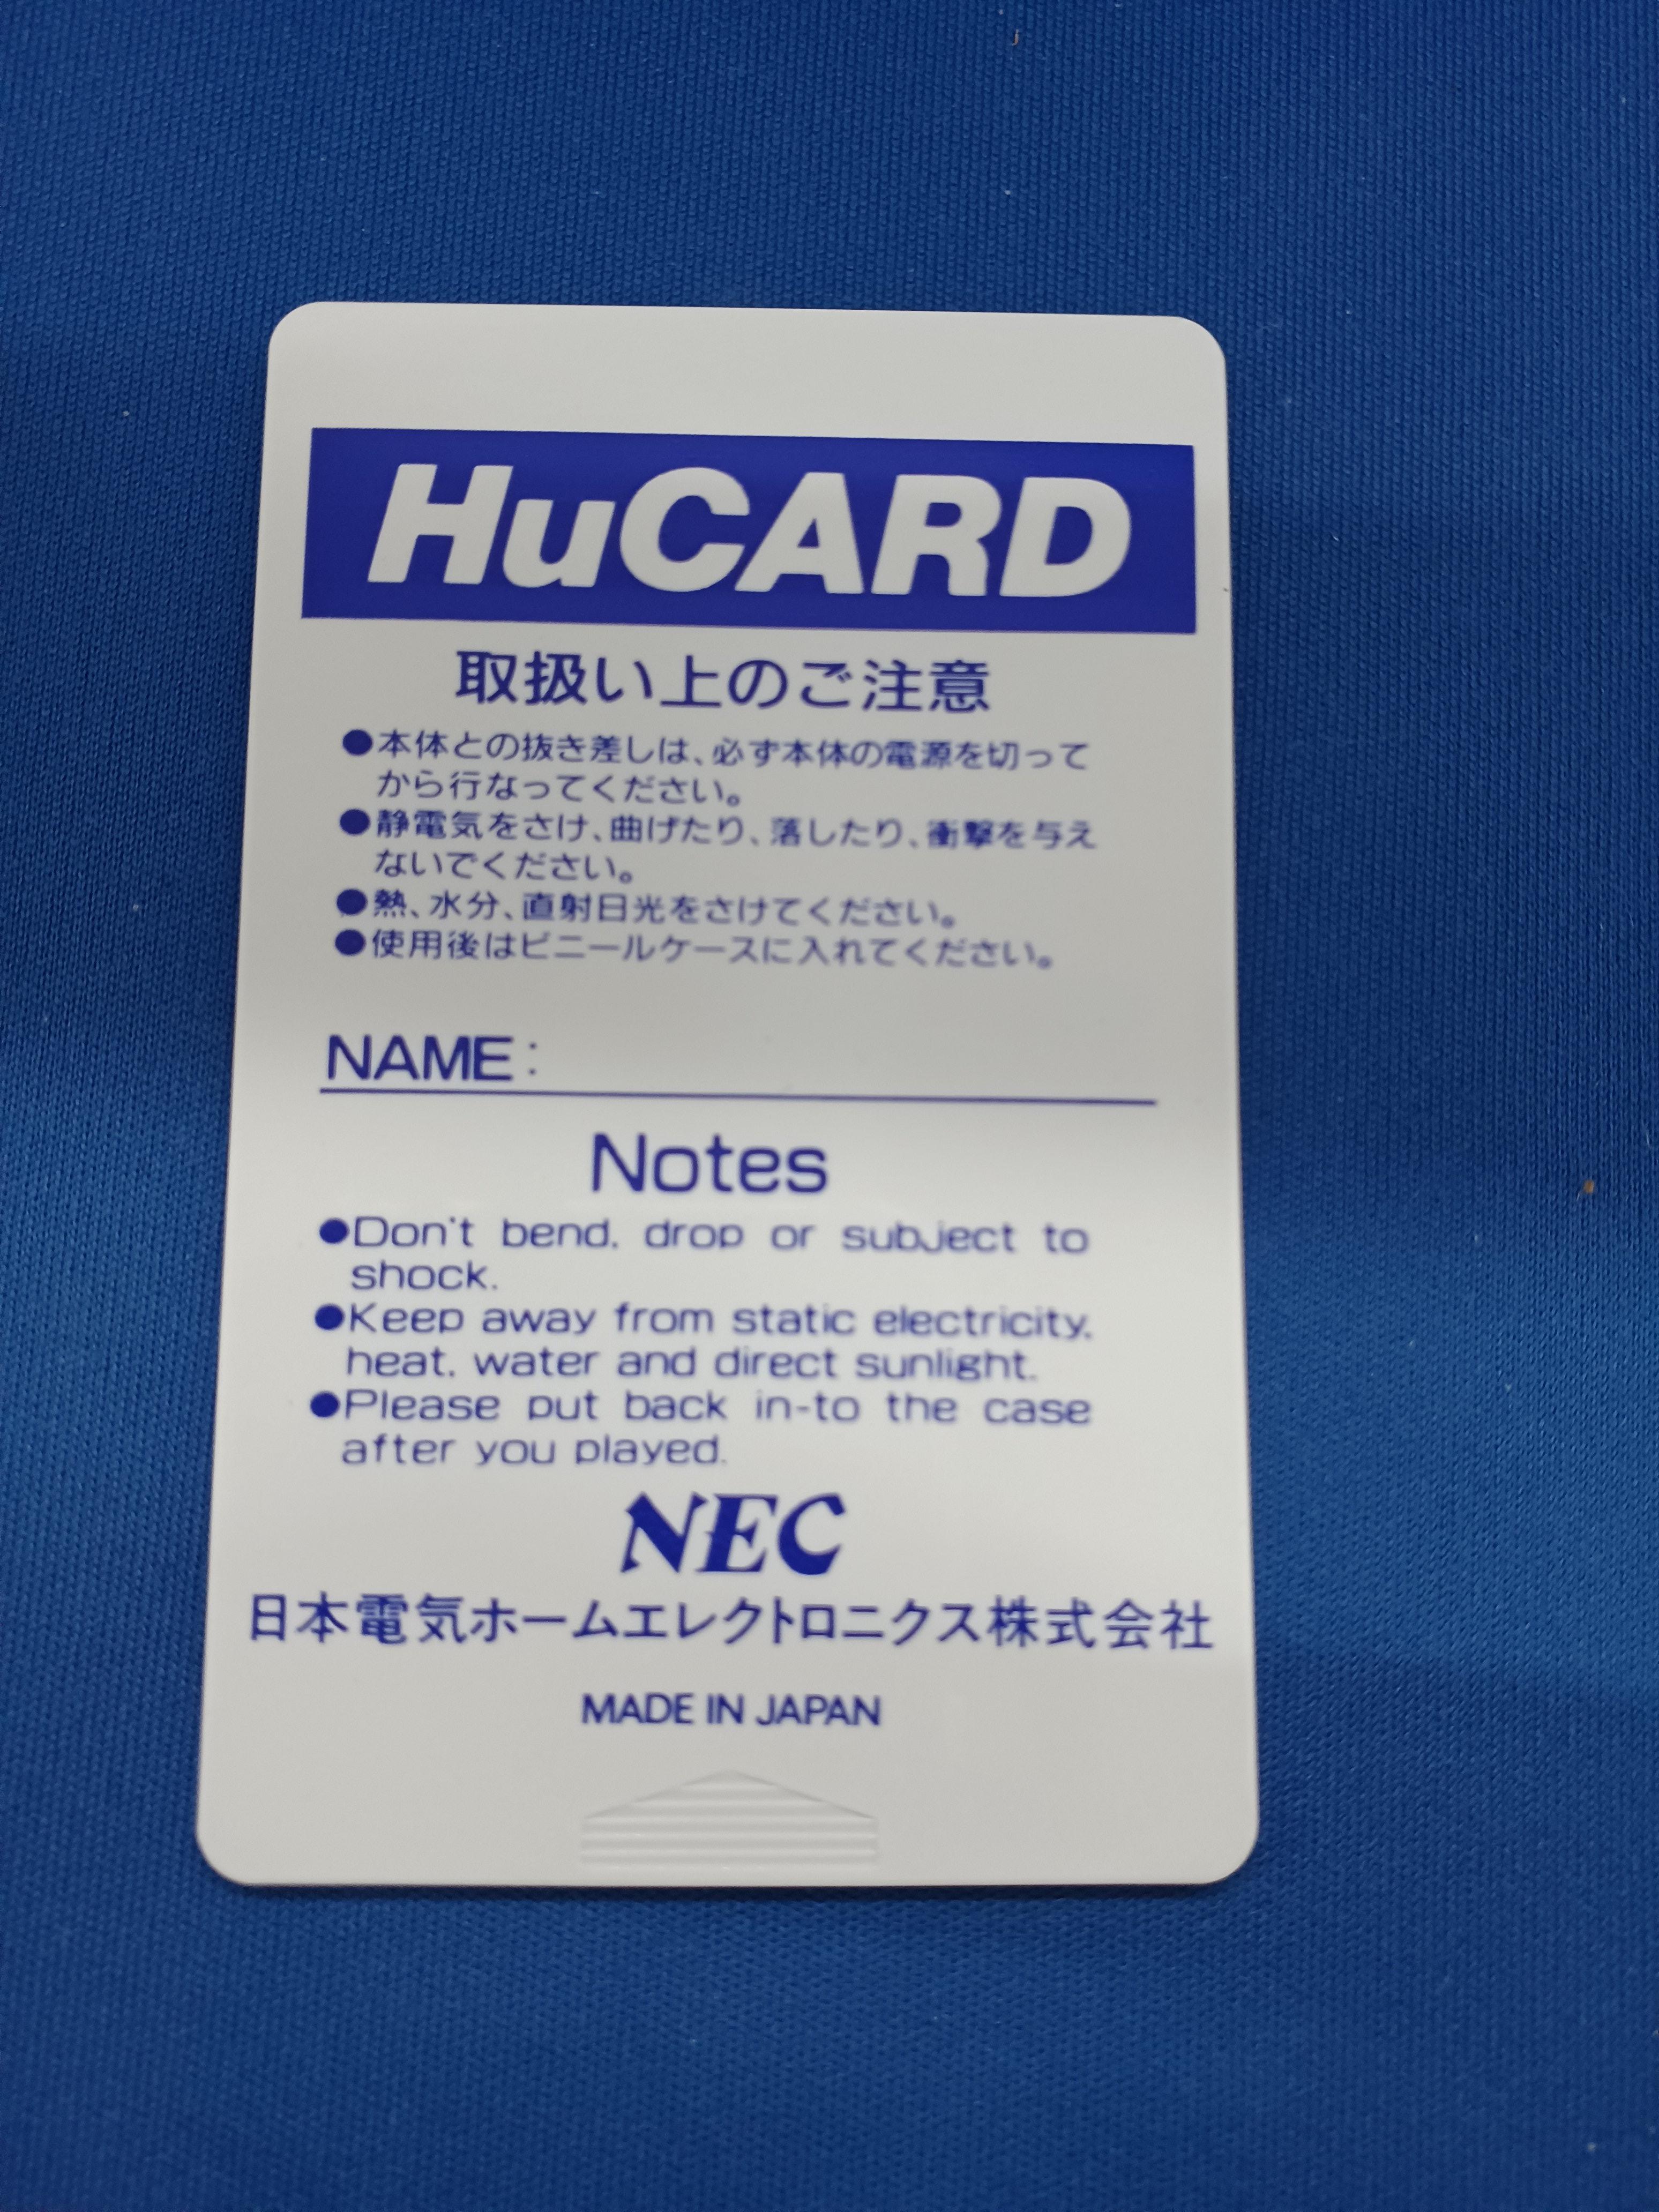 HuCARD
取扱い上のご注意
●本体との抜き差しは、必ず本体の電源を切って
から行なってください。
●静電気をさけ、曲げたり、落したり、衝撃を与え
ないでください。
●熱、水分、直射日光をさけてください。
●使用後はビニールケースに入れてください。
NAME:
Notes
●Don't bend, drop or subject to
shock.
●Keep away from static electricity,
heat, water and direct sunlight.
●Please put back in-to the case
after you played.
NEC
日本電気ホームエレクトロニクス株式会社
MADE IN JAPAN